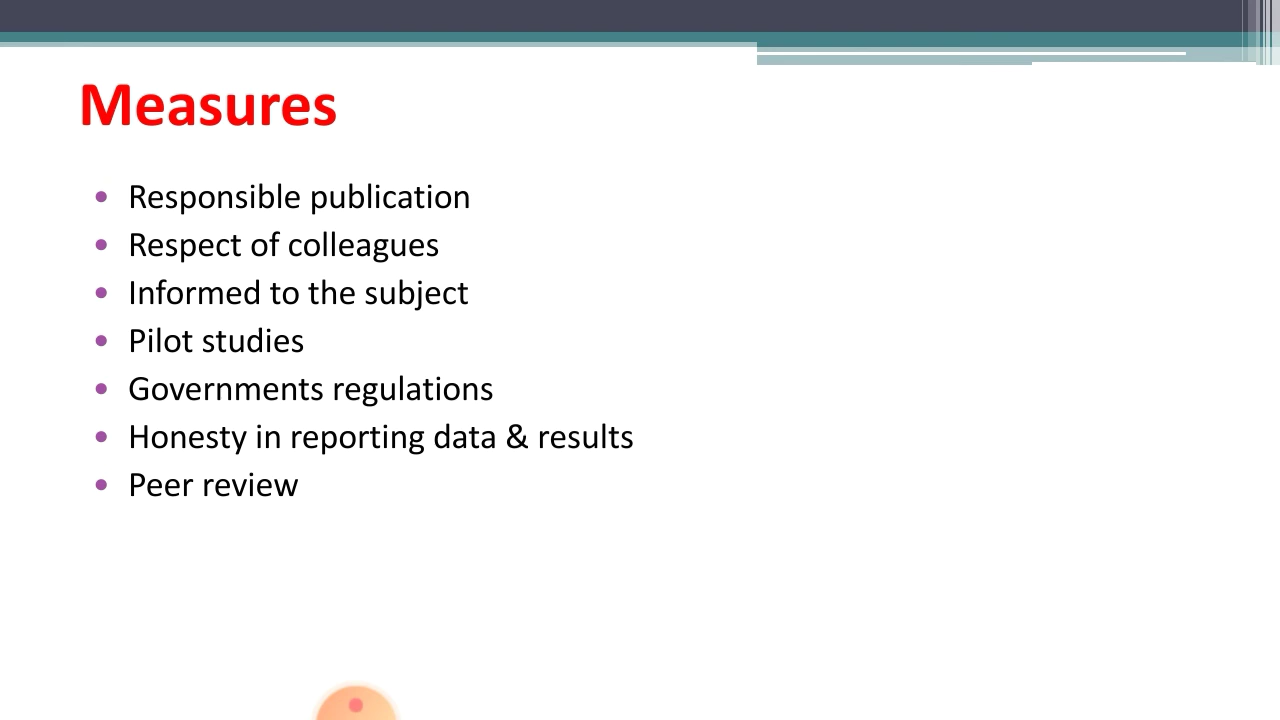 Measures
Responsible publication
Respect of colleagues
Informed to the subject
Pilot studies
Governments regulations
Honesty in reporting data & results
Peer review